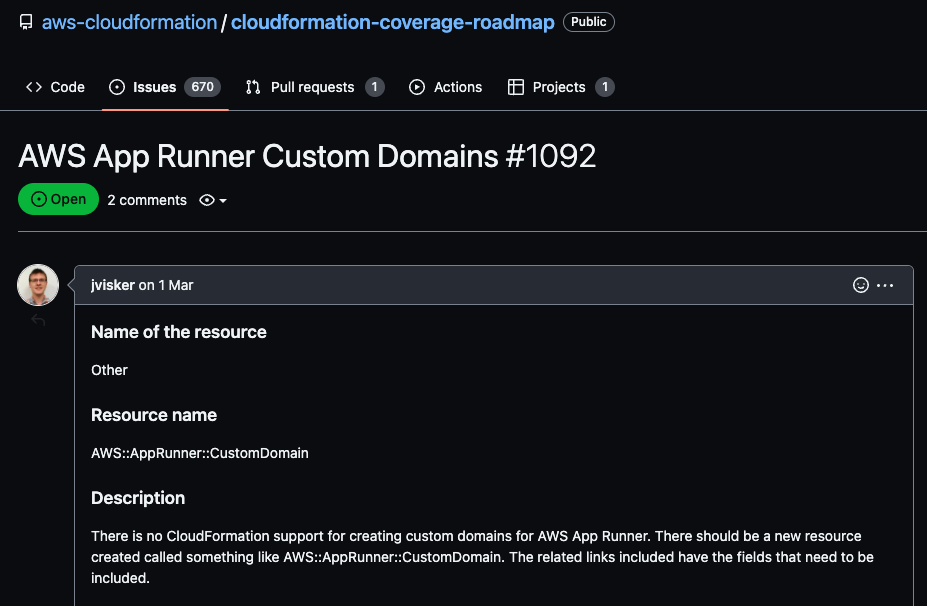 aws-cloudformation / cloudformation-coverage-roadmap Public
Code Issues 670 Pull requests 1 Actions Projects 1
AWS App Runner Custom Domains #1092
Open 2 comments
jvisker on 1 Mar
Name of the resource
Other
Resource name
AWS::AppRunner::CustomDomain
Description
There is no CloudFormation support for creating custom domains for AWS App Runner. There should be a new resource
created called something like AWS::AppRunner::CustomDomain. The related links included have the fields that need to be
included.